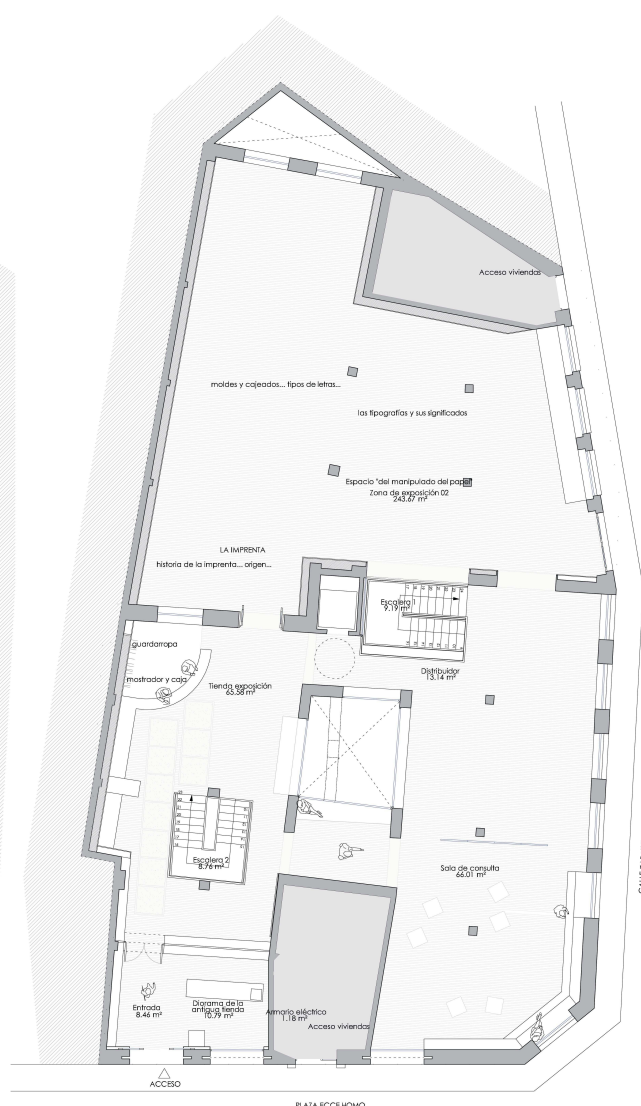 Acceso viviendas
moldes y cajeados... tipos de letras...
las tipografías y sus significados
Espacio "del manipulado del papel"
Zona de exposición 02
243.67 m²
LA IMPRENTA
historia de la imprenta... origen...
Escalera 1
9.19 m²
guardarropa
mostrador y caja
Tienda exposición
65.58 m²
Distribuidor
13.14 m²
Escalera 2
8.76 m²
Sala de consulta
66.01 m²
Entrada
8.46 m²
Diorama de la
antigua tienda
10.79 m²
Armario eléctrico
1.18 m²
Acceso viviendas
ACCESO
PLAZA ECCE HOMO